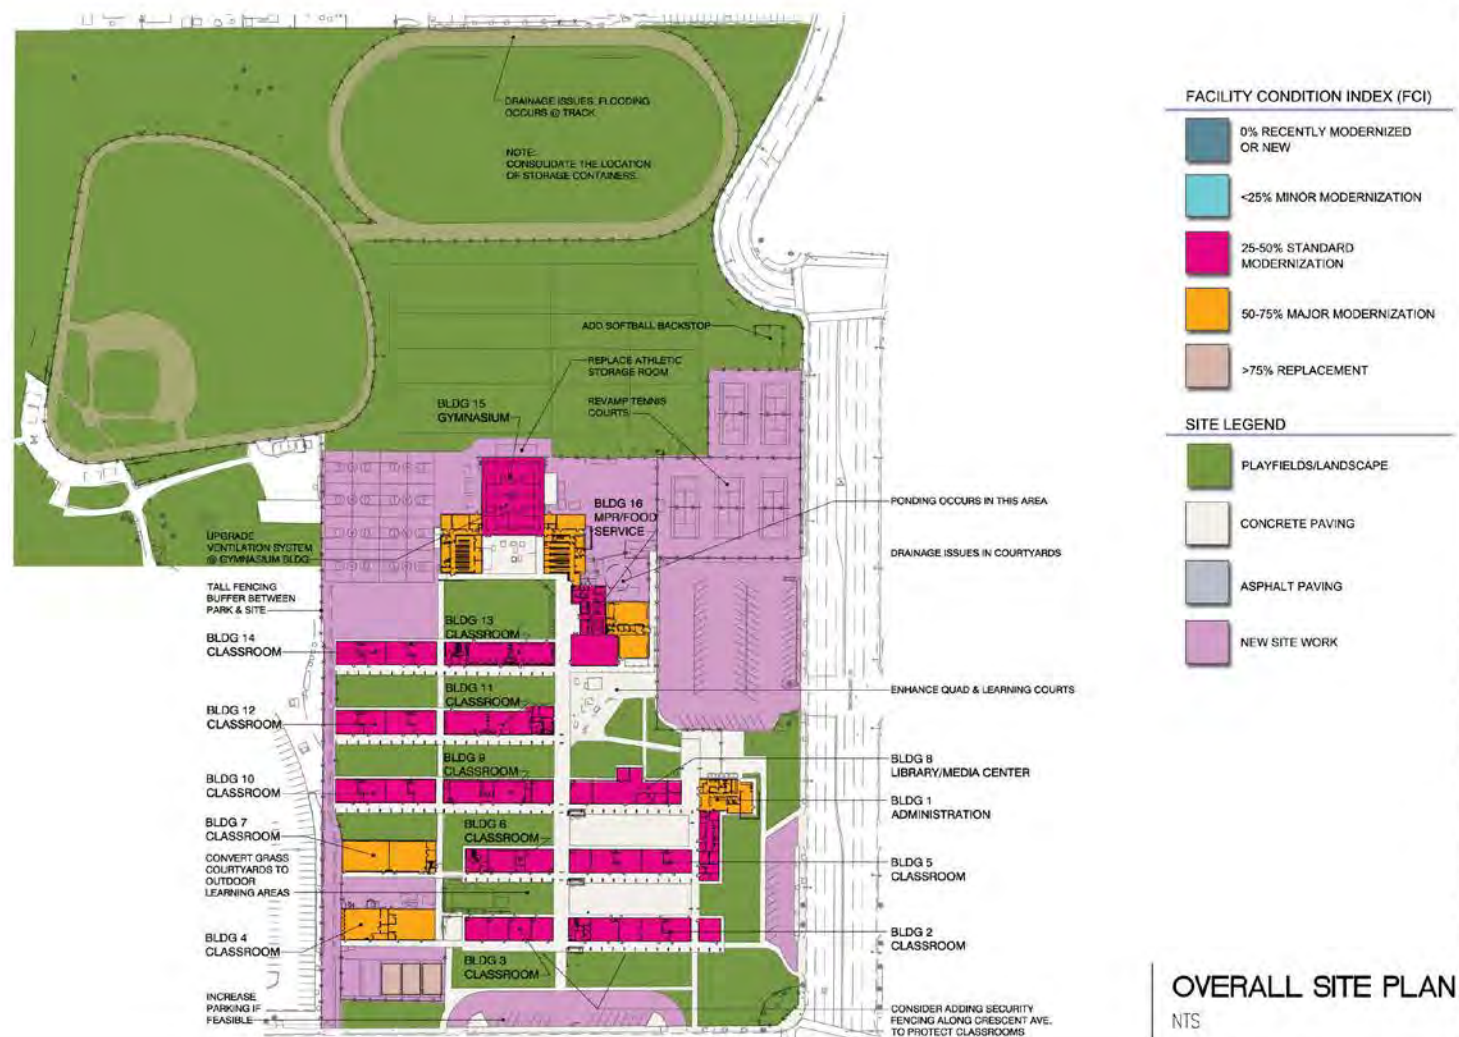 DRAINAGE ISSUES, FLOODING
OCCURS @ TRACK
NOTE:
CONSOLIDATE THE LOCATION
OF STORAGE CONTAINERS.
ADD SOFTBALL BACKSTOP
REPLACE ATHLETIC
STORAGE ROOM
BLDG 15
GYMNASIUM
REVAMP TENNIS
COURTS
BLDG 16
MPR/FOOD
SERVICE
PONDING OCCURS IN THIS AREA
UPGRADE
VENTILATION SYSTEM
@ GYMNASIUM BLDG
DRAINAGE ISSUES IN COURTYARDS
TALL FENCING
BUFFER BETWEEN
PARK & SITE
BLDG 13
CLASSROOM
BLDG 14
CLASSROOM
BLDG 11
CLASSROOM
ENHANCE QUAD & LEARNING COURTS
BLDG 12
CLASSROOM
BLDG 9
CLASSROOM
BLDG 8
LIBRARY/MEDIA CENTER
BLDG 10
CLASSROOM
BLDG 1
ADMINISTRATION
BLDG 7
CLASSROOM
BLDG 6
CLASSROOM
CONVERT GRASS
COURTYARDS TO
OUTDOOR
LEARNING AREAS
BLDG 5
CLASSROOM
BLDG 4
CLASSROOM
BLDG 2
CLASSROOM
BLDG 3
CLASSROOM
INCREASE
PARKING IF
FEASIBLE
CONSIDER ADDING SECURITY
FENCING ALONG CRESCENT AVE.
TO PROTECT CLASSROOMS
FACILITY CONDITION INDEX (FCI)
0% RECENTLY MODERNIZED
OR NEW
<25% MINOR MODERNIZATION
25-50% STANDARD
MODERNIZATION
50-75% MAJOR MODERNIZATION
>75% REPLACEMENT
SITE LEGEND
PLAYFIELDS/LANDSCAPE
CONCRETE PAVING
ASPHALT PAVING
NEW SITE WORK
OVERALL SITE PLAN
NTS